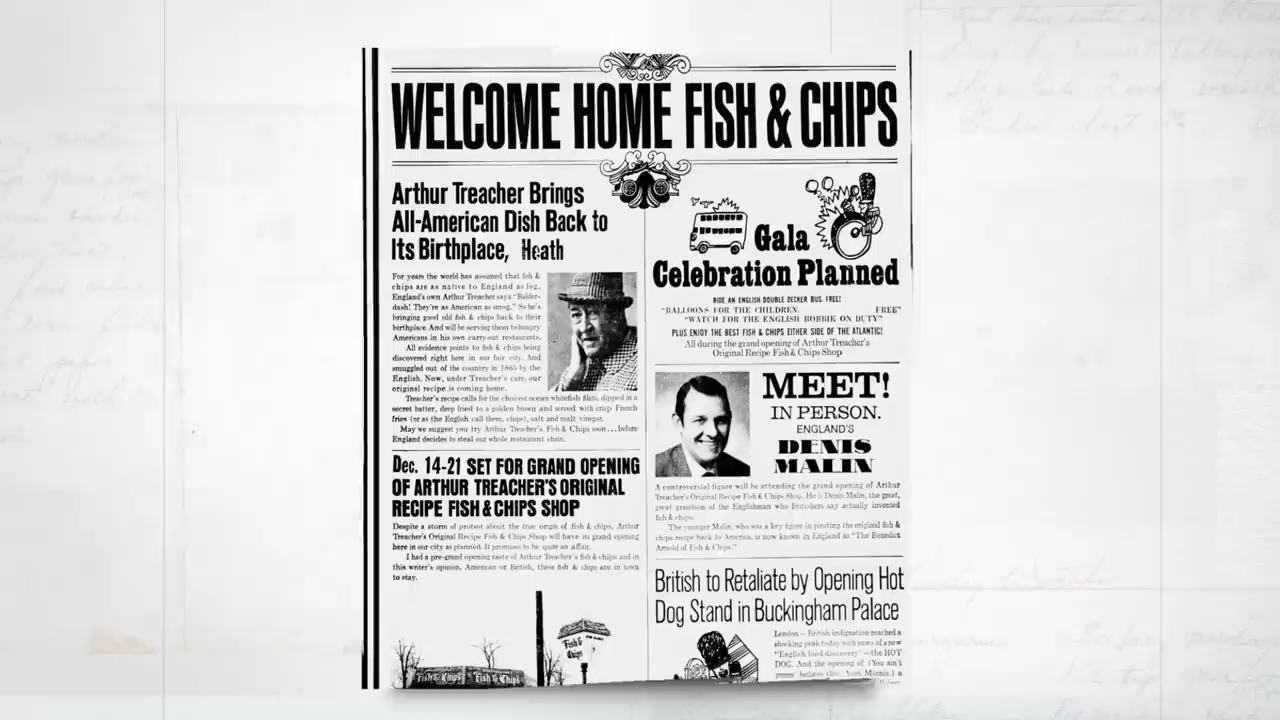 WELCOME HOME FISH & CHIPS
Arthur Treacher Brings
All-American Dish Back to
Its Birthplace, Heath
For years the world has assumed that fish &
chips are as native to England as fog.
England's own Arthur Treacher says "Balder-
dash! They're as American as smog." So he's
bringing good old fish & chips back to their
birthplace. And will be serving them to hungry
Americans in his own carry-out restaurants.
All evidence points to fish & chips being
discovered right here in our fair city. And
smuggled out of the country in 1865 by the
English. Now, under Treacher's care, our
original recipe is coming home.
Treacher's recipe calls for the choicest ocean whitefish filets, dipped in a
secret batter, deep fried to a golden brown and served with crisp French
fries (or as the English call them, chips), salt and malt vinegar.
May we suggest you try Arthur Treacher's Fish & Chips soon...before
England decides to steal our whole restaurant chain.
Dec. 14-21 SET FOR GRAND OPENING
OF ARTHUR TREACHER'S ORIGINAL
RECIPE FISH & CHIPS SHOP
Despite a storm of protest about the true origin of fish & chips, Arthur
Treacher's Original Recipe Fish & Chips Shop will have its grand opening
here in our city as planned. It promises to be quite an affair.
I had a pre-grand opening taste of Arthur Treacher's fish & chips and in
this writer's opinion, American or British, these fish & chips are in town
to stay.
Fish &
Chips
Fish & Chips
Fish & Chips
Gala
Celebration Planned
RIDE AN ENGLISH DOUBLE DECKER BUS. FREE!
"BALLOONS FOR THE CHILDREN. FREE"
"WATCH FOR THE ENGLISH BOBBIE ON DUTY"
PLUS ENJOY THE BEST FISH & CHIPS EITHER SIDE OF THE ATLANTIC!
All during the grand opening of Arthur Treacher's
Original Recipe Fish & Chips Shop
MEET!
IN PERSON.
ENGLAND'S
DENIS
MALIN
A controversial figure will be attending the grand opening of Arthur
Treacher's Original Recipe Fish & Chips Shop. He is Denis Malin, the great,
great grandson of the Englishman who Britishers say actually invented
fish & chips.
The younger Malin, who was a key figure in pirating the original fish &
chips recipe back to America, is now known in England as "The Benedict
Arnold of Fish & Chips."
British to Retaliate by Opening Hot
Dog Stand in Buckingham Palace
London – British indignation reached a
shocking peak today with news of a new
"English food discovery" – the HOT
DOG. And the opening of (You ain't
believe this, Aunt Minnie.) a